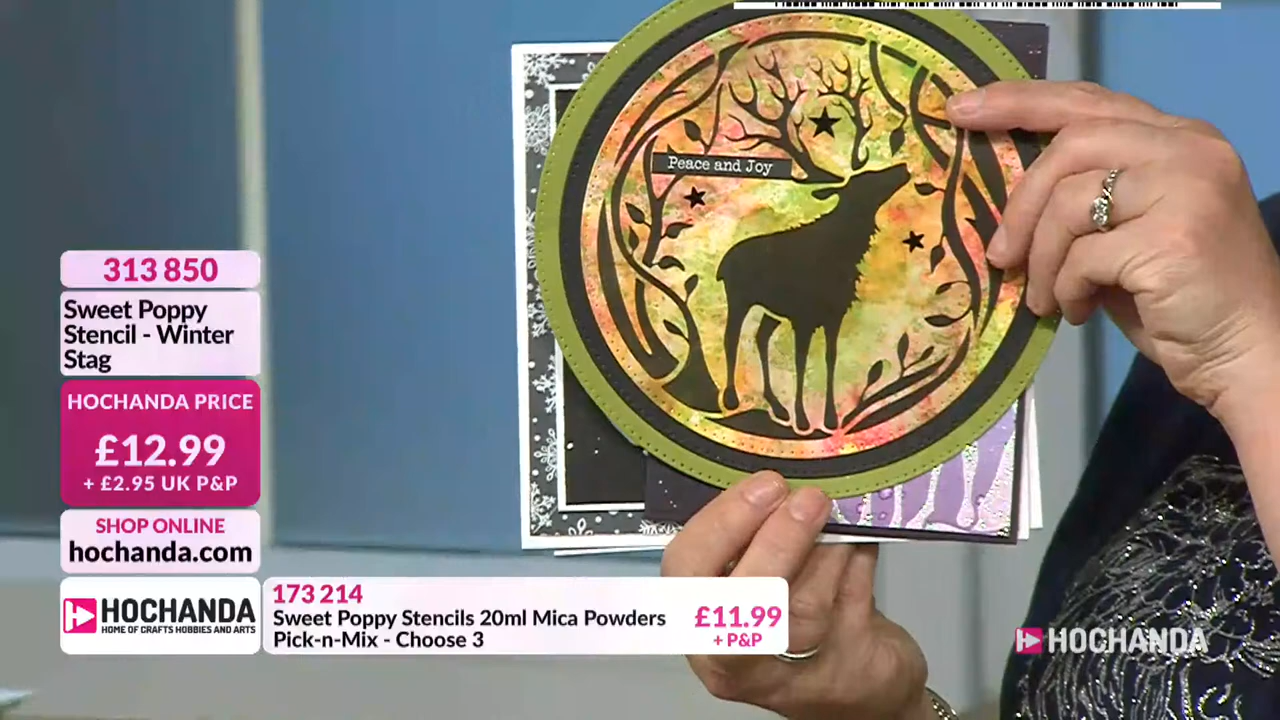 Peace and Joy
313 850
Sweet Poppy
Stencil - Winter
Stag
HOCHANDA PRICE
£12.99
+ £2.95 UK P&P
SHOP ONLINE
hochanda.com
HOCHANDA
HOME OF CRAFTS HOBBIES AND ARTS
173 214
Sweet Poppy Stencils 20ml Mica Powders
Pick-n-Mix - Choose 3
£11.99
+ P&P
HOCHANDA